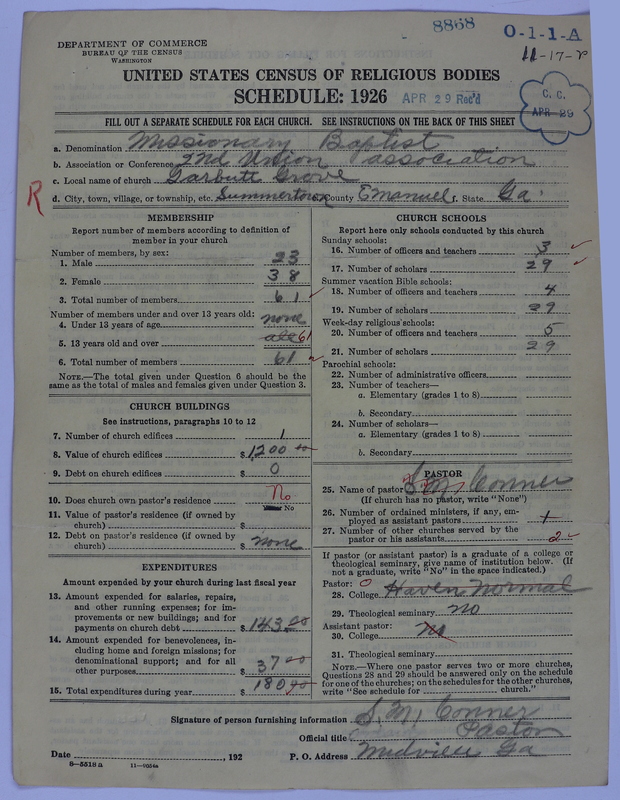 8868
O-1-1-A
11-17-
DEPARTMENT OF COMMERCE
BUREAU OF THE CENSUS
WASHINGTON
UNITED STATES CENSUS OF RELIGIOUS BODIES
SCHEDULE: 1926
APR 29 Rec'd
C. C.
APR 29
FILL OUT A SEPARATE SCHEDULE FOR EACH CHURCH. SEE INSTRUCTIONS ON THE BACK OF THIS SHEET
a. Denomination Missionary Baptist
b. Association or Conference 2nd Union association
c. Local name of church Tarbutt Grove
R
d. City, town, village, or township, etc. Summertown County Emanuel f. State Ga.
MEMBERSHIP
Report number of members according to definition of
member in your church
Number of members, by sex:
1. Male 23
2. Female 38
3. Total number of members 61
Number of members under and over 13 years old:
4. Under 13 years of age none
5. 13 years old and over all 61
6. Total number of members 61
NOTE.—The total given under Question 6 should be the
same as the total of males and females given under Question 3.
CHURCH BUILDINGS
See instructions, paragraphs 10 to 12
7. Number of church edifices 1
8. Value of church edifices $1,200 00
9. Debt on church edifices $ 0
10. Does church own pastor's residence No
Yes or No
11. Value of pastor's residence (if owned by
church) $
12. Debt on pastor's residence (if owned by
church) $ none
EXPENDITURES
Amount expended by your church during last fiscal year
13. Amount expended for salaries, repairs,
and other running expenses; for im-
provements or new buildings; and for
payments on church debt $ 143.00
14. Amount expended for benevolences, in-
cluding home and foreign missions; for
denominational support; and for all
other purposes $ 37 00
15. Total expenditures during year $ 180 00
CHURCH SCHOOLS
Report here only schools conducted by this church
Sunday schools:
16. Number of officers and teachers 3
17. Number of scholars 29
Summer vacation Bible schools:
18. Number of officers and teachers 4
19. Number of scholars 29
Week-day religious schools:
20. Number of officers and teachers 5
21. Number of scholars 29
Parochial schools:
22. Number of administrative officers
23. Number of teachers—
a. Elementary (grades 1 to 8)
b. Secondary
24. Number of scholars—
a. Elementary (grades 1 to 8)
b. Secondary
PASTOR
25. Name of pastor S. M. Conner
(If church has no pastor, write "None")
26. Number of ordained ministers, if any, em-
ployed as assistant pastors 1
27. Number of other churches served by the
pastor or his assistants 2
If pastor (or assistant pastor) is a graduate of a college or
theological seminary, give name of institution below. (If
not a graduate, write "No" in the space indicated.)
Pastor: 0
28. College Haven Normal
29. Theological seminary no
Assistant pastor:
30. College No
31. Theological seminary
NOTE.—Where one pastor serves two or more churches,
Questions 28 and 29 should be answered only on the schedule
for one of the churches; on the schedules for the other churches,
write "See schedule for church."
Signature of person furnishing information S. M. Conner
Official title Pastor
Date , 192 P. O. Address Midville Ga
8—5518 a 11—9054a